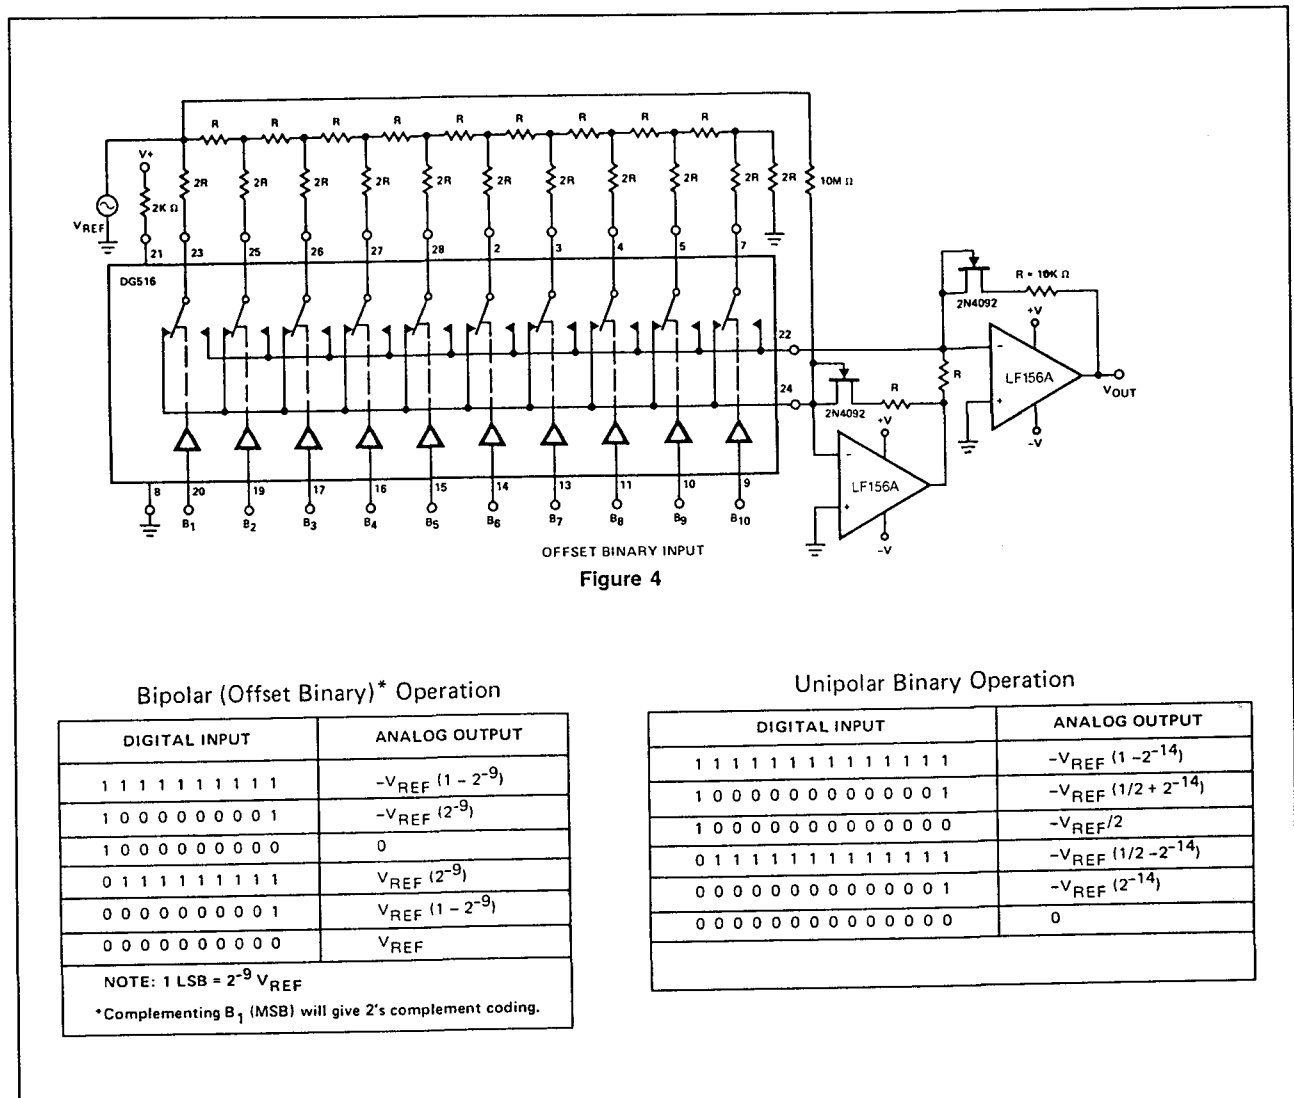 R R R R R R R R R
V+
2KΩ
2R 2R 2R 2R 2R 2R 2R 2R 2R 2R 2R
10M Ω
VREF
21 23 25 26 27 28 2 3 4 5 7
DG516
22
24
2N4092
R
R
2N4092
R = 10K Ω
+V
LF156A
VOUT
−V
+V
LF156A
−V
− +
− +
8 20 19 17 16 15 14 13 11 10 9
B1 B2 B3 B4 B5 B6 B7 B8 B9 B10
OFFSET BINARY INPUT
Figure 4
Bipolar (Offset Binary)* Operation
DIGITAL INPUT ANALOG OUTPUT
1 1 1 1 1 1 1 1 1 1 −VREF (1 − 2⁻⁹)
1 0 0 0 0 0 0 0 0 1 −VREF (2⁻⁹)
1 0 0 0 0 0 0 0 0 0 0
0 1 1 1 1 1 1 1 1 1 VREF (2⁻⁹)
0 0 0 0 0 0 0 0 0 1 VREF (1 − 2⁻⁹)
0 0 0 0 0 0 0 0 0 0 VREF
NOTE: 1 LSB = 2⁻⁹ VREF
*Complementing B1 (MSB) will give 2's complement coding.
Unipolar Binary Operation
DIGITAL INPUT ANALOG OUTPUT
1 1 1 1 1 1 1 1 1 1 1 1 1 1 −VREF (1 −2⁻¹⁴)
1 0 0 0 0 0 0 0 0 0 0 0 0 1 −VREF (1/2 + 2⁻¹⁴)
1 0 0 0 0 0 0 0 0 0 0 0 0 0 −VREF/2
0 1 1 1 1 1 1 1 1 1 1 1 1 1 −VREF (1/2 −2⁻¹⁴)
0 0 0 0 0 0 0 0 0 0 0 0 0 1 −VREF (2⁻¹⁴)
0 0 0 0 0 0 0 0 0 0 0 0 0 0 0